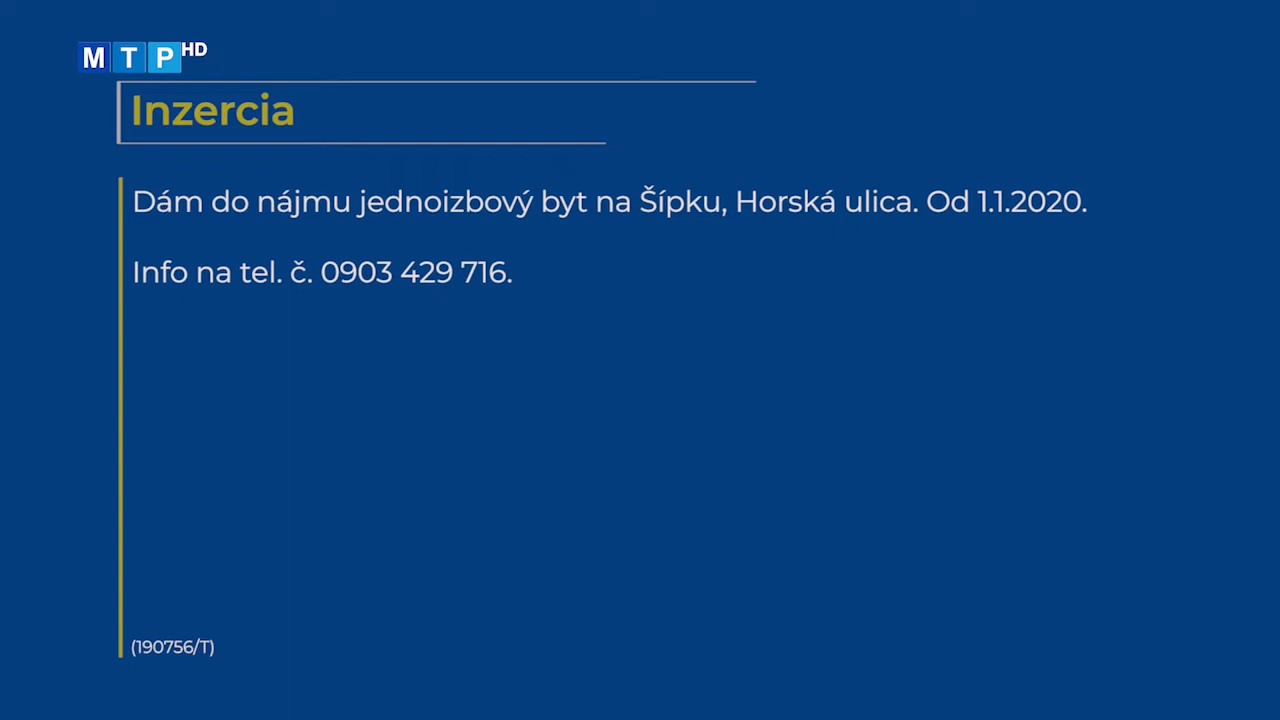 MTP HD
Inzercia
Dám do nájmu jednoizbový byt na Šípku, Horská ulica. Od 1.1.2020.
Info na tel. č. 0903 429 716.
(190756/T)